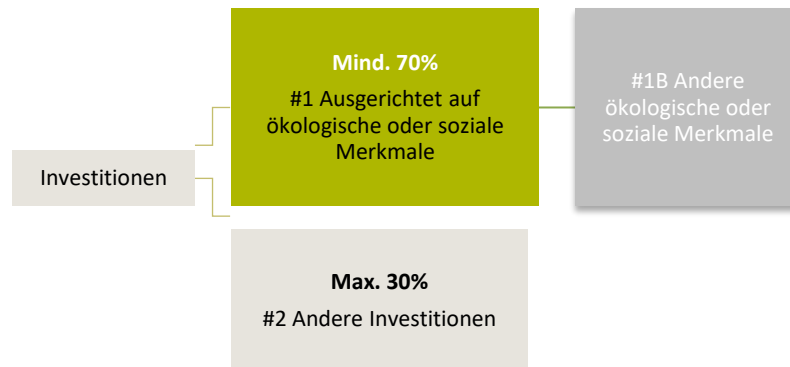 Investitionen
Mind. 70%
#1 Ausgerichtet auf
ökologische oder soziale
Merkmale
#1B Andere
ökologische oder
soziale Merkmale
Max. 30%
#2 Andere Investitionen